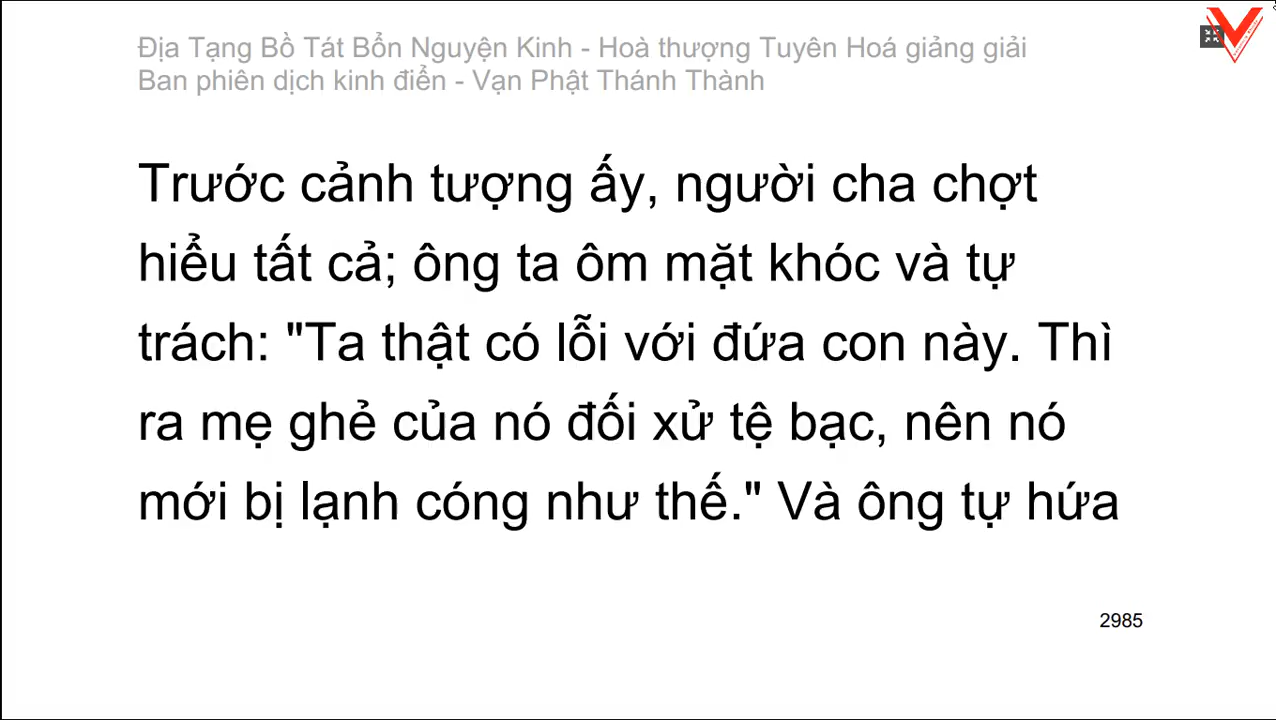 Địa Tạng Bồ Tát Bổn Nguyện Kinh - Hoà thượng Tuyên Hoá giảng giải
Ban phiên dịch kinh điển - Vạn Phật Thánh Thành
Trước cảnh tượng ấy, người cha chợt
hiểu tất cả; ông ta ôm mặt khóc và tự
trách: "Ta thật có lỗi với đứa con này. Thì
ra mẹ ghẻ của nó đối xử tệ bạc, nên nó
mới bị lạnh cóng như thế." Và ông tự hứa
2985